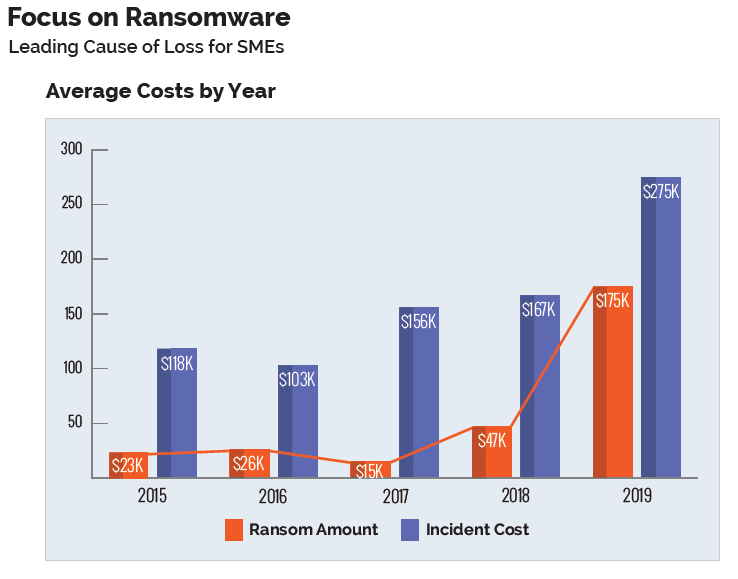 Focus on Ransomware
Leading Cause of Loss for SMEs
Average Costs by Year
300
250
200
150
100
50
$23K
$118K
$26K
$103K
$15K
$156K
$47K
$167K
$175K
$275K
2015
2016
2017
2018
2019
Ransom Amount
Incident Cost